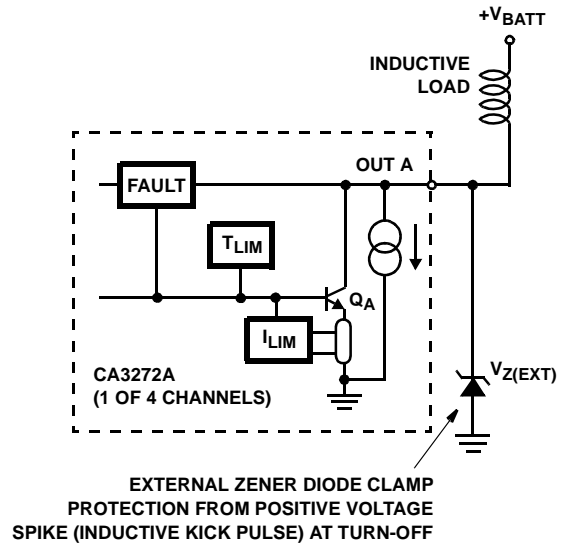 +VBATT
INDUCTIVE
LOAD
OUT A
FAULT
TLIM
QA
ILIM
CA3272A
(1 OF 4 CHANNELS)
VZ(EXT)
EXTERNAL ZENER DIODE CLAMP
PROTECTION FROM POSITIVE VOLTAGE
SPIKE (INDUCTIVE KICK PULSE) AT TURN-OFF